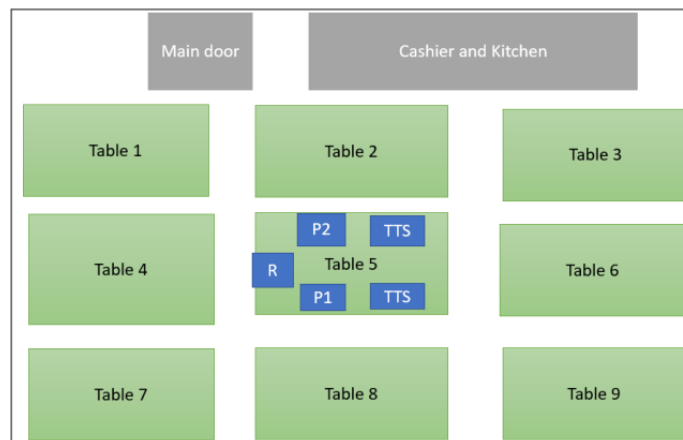 Main door
Cashier and Kitchen
Table 1
Table 2
Table 3
P2
TTS
Table 4
R
Table 5
Table 6
P1
TTS
Table 7
Table 8
Table 9